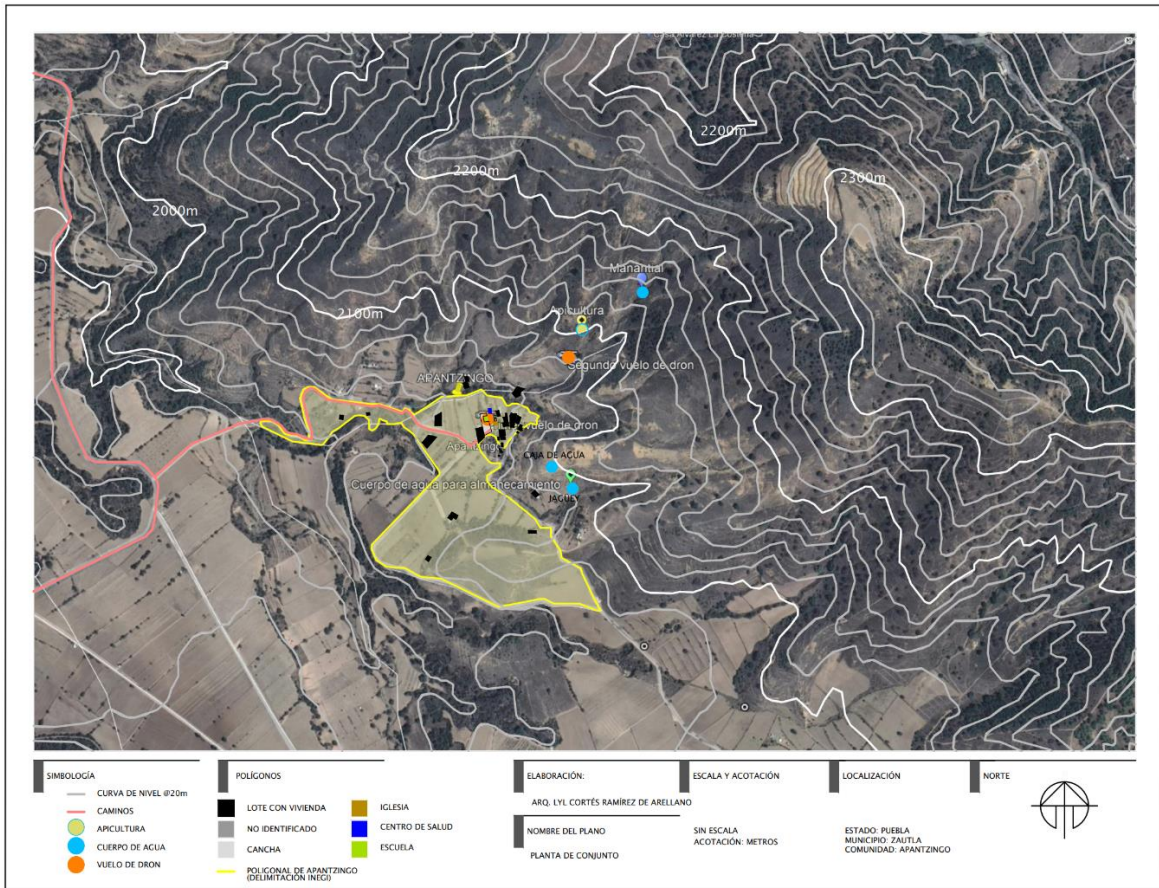 2200m
2200m
2300m
2000m
Manantial
2100m
Apicultura
Segundo vuelo de dron
APANTZINGO
vuelo de dron
CAJA DE AGUA
Cuerpo de agua para almanecamiento
JAGÜEY
SIMBOLOGÍA
CURVA DE NIVEL @20m
CAMINOS
APICULTURA
CUERPO DE AGUA
VUELO DE DRON
POLÍGONOS
LOTE CON VIVIENDA
NO IDENTIFICADO
CANCHA
POLIGONAL DE APANTZINGO
(DELIMITACIÓN INEGI)
IGLESIA
CENTRO DE SALUD
ESCUELA
ELABORACIÓN:
ARQ. LYL CORTÉS RAMÍREZ DE ARELLANO
NOMBRE DEL PLANO
PLANTA DE CONJUNTO
ESCALA Y ACOTACIÓN
SIN ESCALA
ACOTACIÓN: METROS
LOCALIZACIÓN
ESTADO: PUEBLA
MUNICIPIO: ZAUTLA
COMUNIDAD: APANTZINGO
NORTE